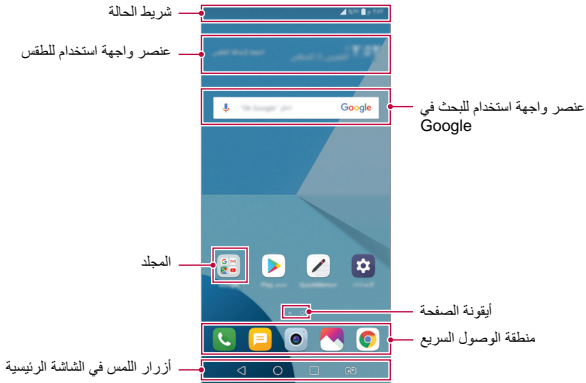 شريط الحالة
عنصر واجهة استخدام للطقس
عنصر واجهة استخدام للبحث في
Google
Google
المجلد
أيقونة الصفحة
منطقة الوصول السريع
أزرار اللمس في الشاشة الرئيسية